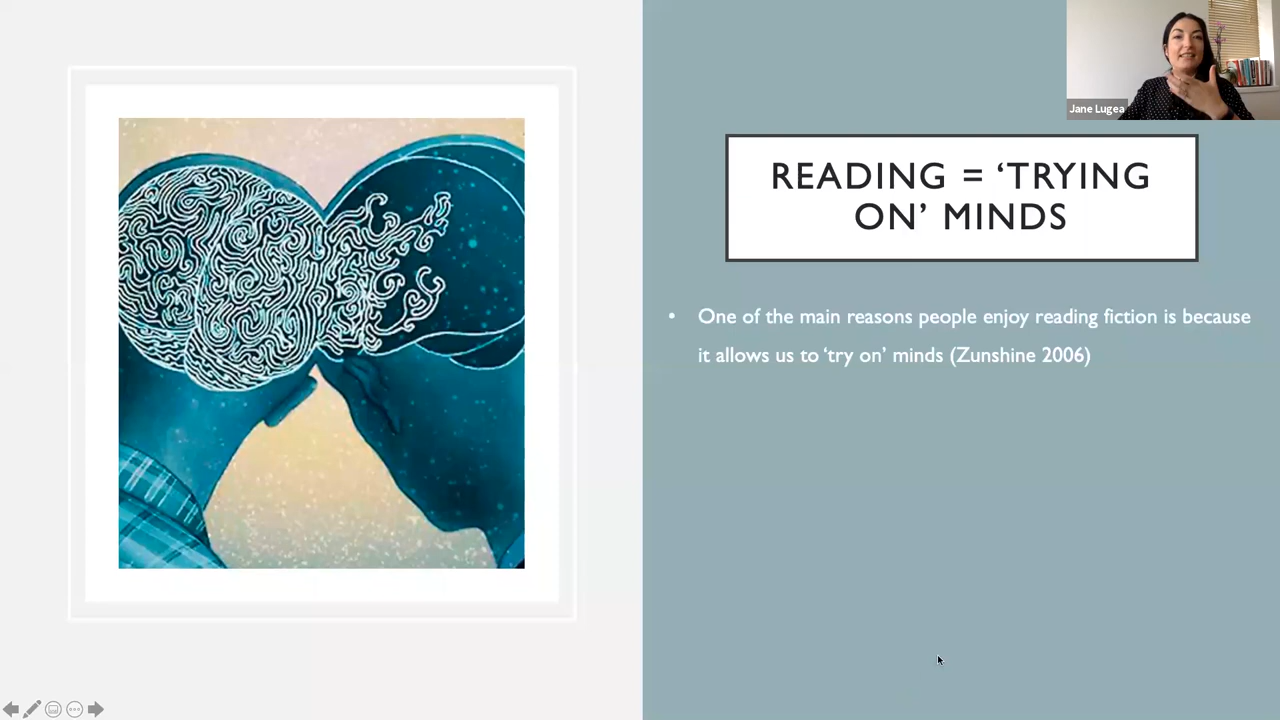 Jane Lugea
READING = ‘TRYING
ON’ MINDS
• One of the main reasons people enjoy reading fiction is because
it allows us to ‘try on’ minds (Zunshine 2006)